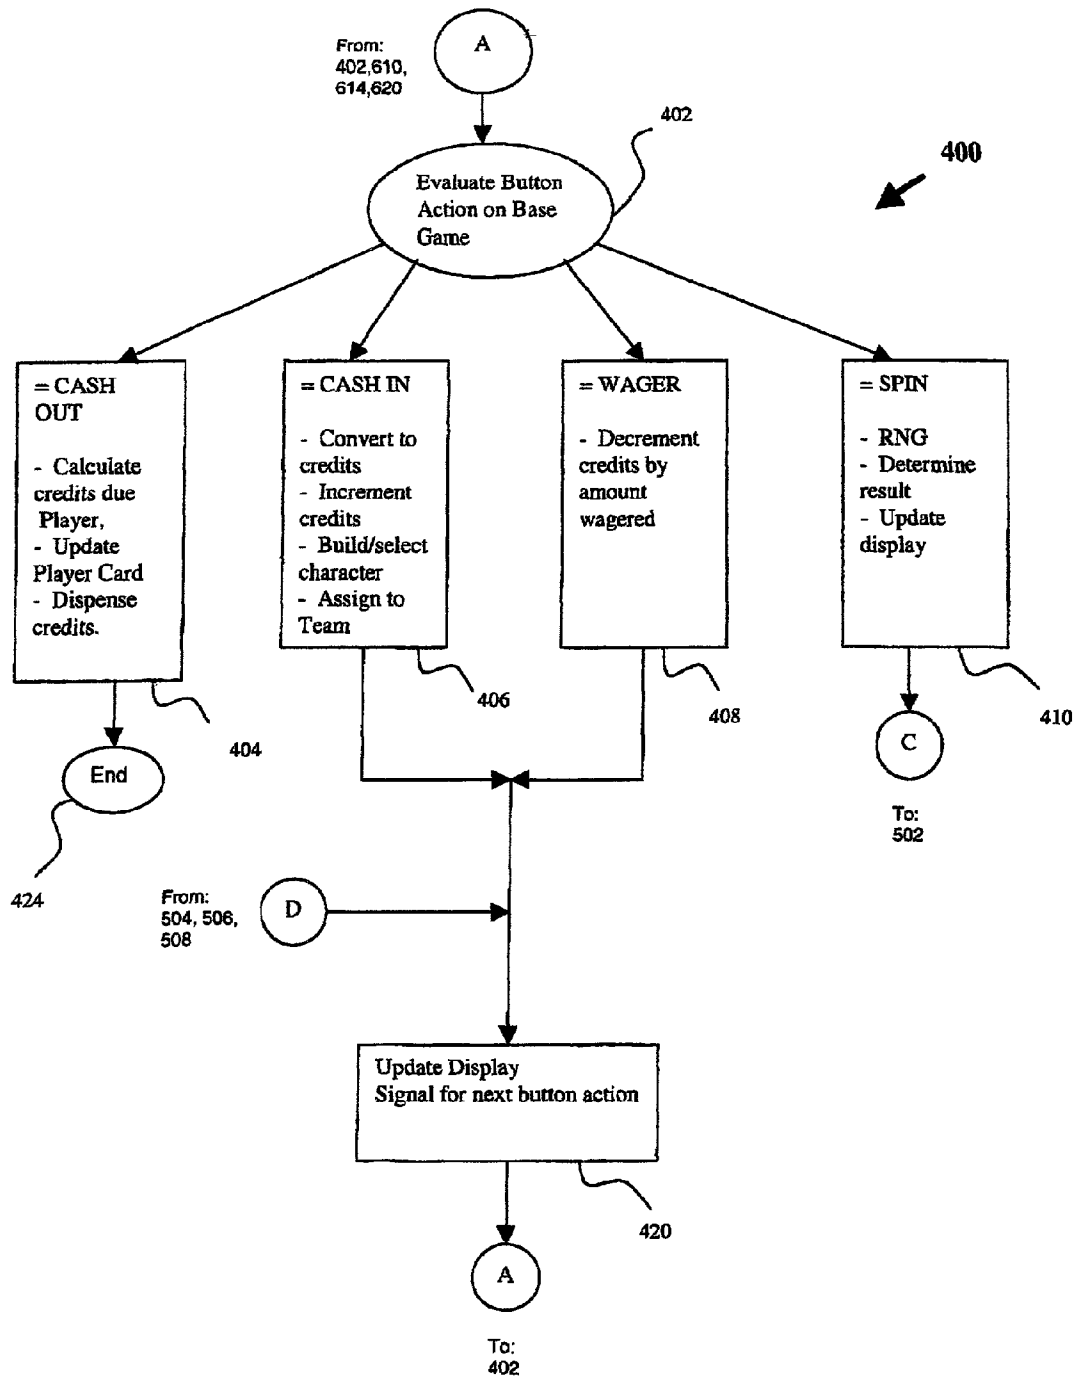 A
From:
402,610,
614,620
402
400
Evaluate Button
Action on Base
Game
= CASH
OUT
- Calculate
credits due
Player,
- Update
Player Card
- Dispense
credits.
= CASH IN
- Convert to
credits
- Increment
credits
- Build/select
character
- Assign to
Team
= WAGER
- Decrement
credits by
amount
wagered
= SPIN
- RNG
- Determine
result
- Update
display
404
406
408
410
End
C
To:
502
424
From:
504, 506,
508
D
Update Display
Signal for next button action
420
A
To:
402